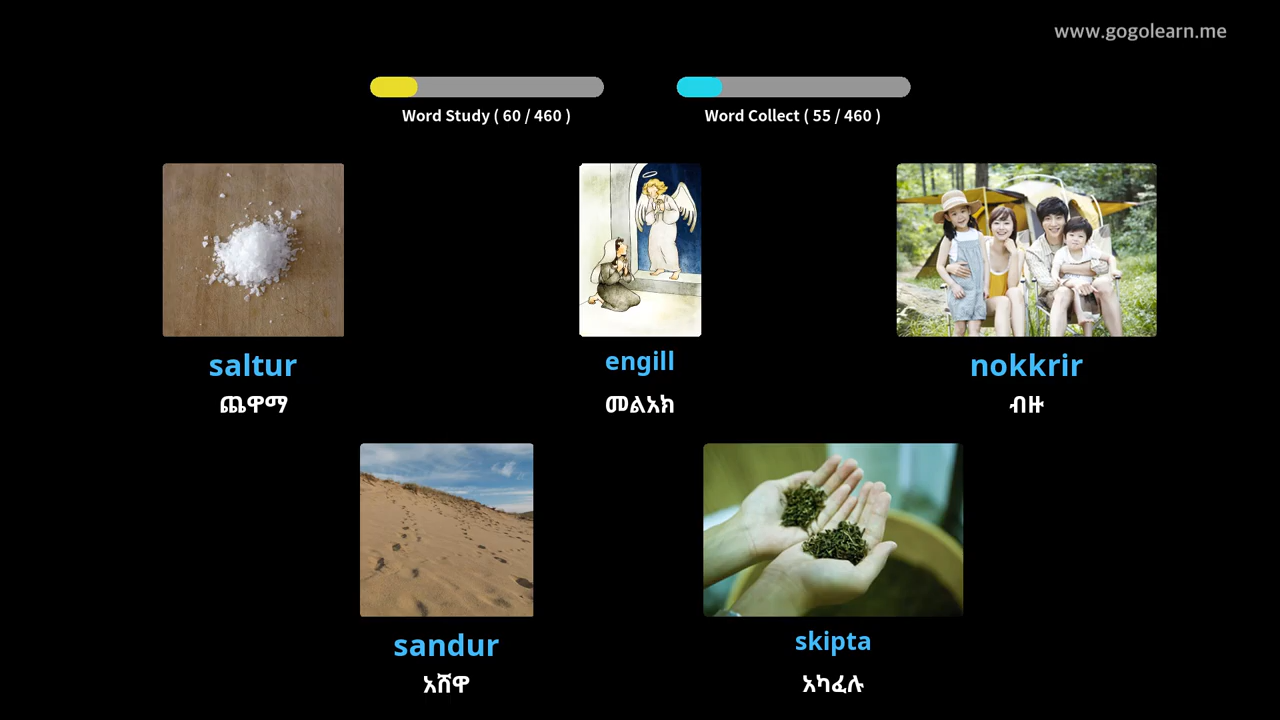 www.gogolearn.me
Word Study ( 60 / 460 )
Word Collect ( 55 / 460 )
saltur
ጨዋማ
engill
መልአክ
nokkrir
ብዙ
sandur
አሸዋ
skipta
አካፈሉ